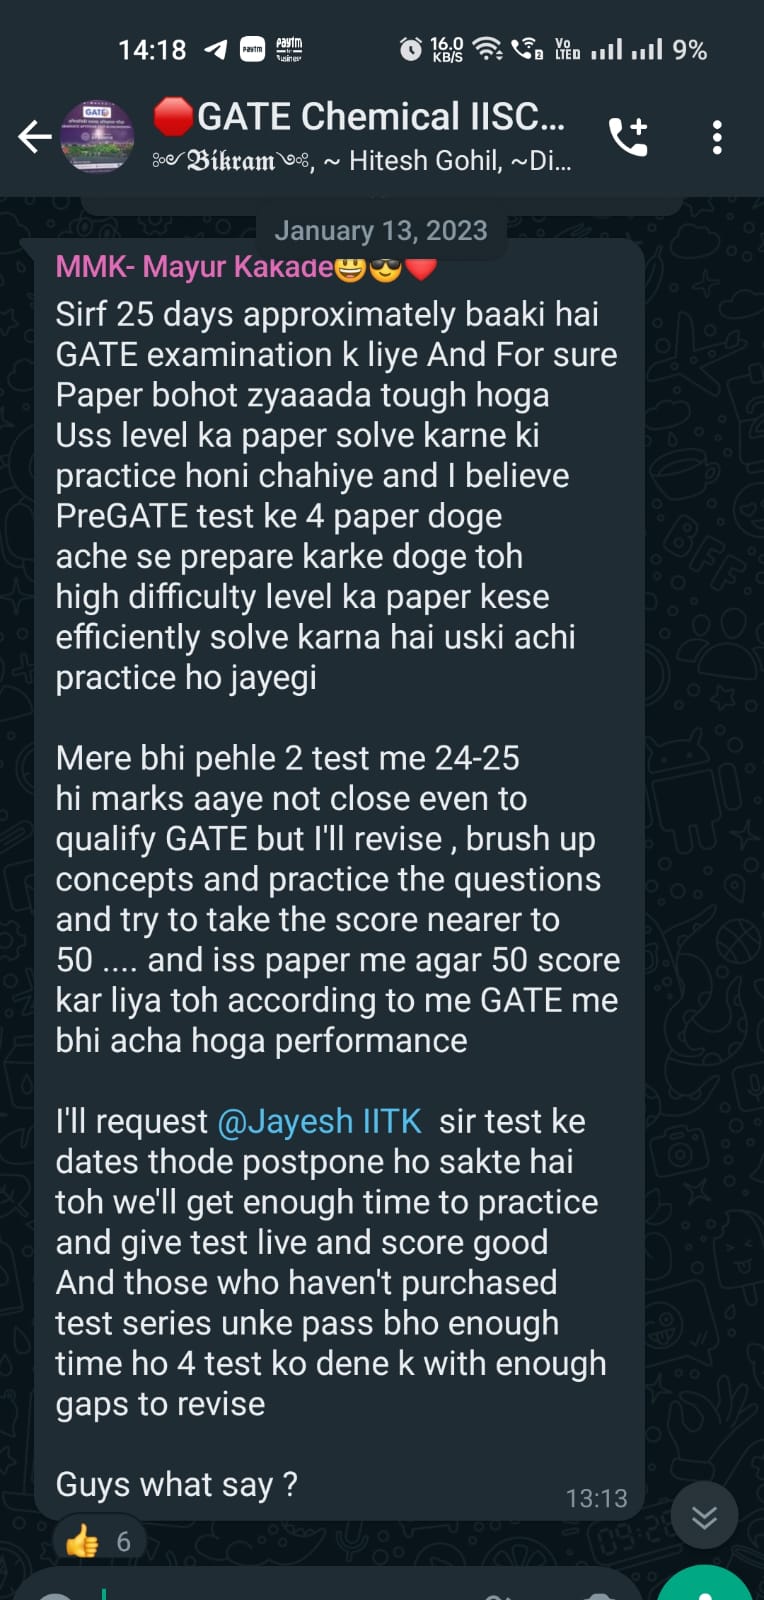 14:18 paytm paytm 16.0 KB/S 2 Vo LTED 9%
GATE
🛑GATE Chemical IISC...
༺𝕭𝖎𝖐𝖗𝖆𝖒༻, ~ Hitesh Gohil, ~Di...
January 13, 2023
MMK- Mayur Kakade😃😎❤️
Sirf 25 days approximately baaki hai
GATE examination k liye And For sure
Paper bohot zyaaada tough hoga
Uss level ka paper solve karne ki
practice honi chahiye and I believe
PreGATE test ke 4 paper doge
ache se prepare karke doge toh
high difficulty level ka paper kese
efficiently solve karna hai uski achi
practice ho jayegi
Mere bhi pehle 2 test me 24-25
hi marks aaye not close even to
qualify GATE but I'll revise , brush up
concepts and practice the questions
and try to take the score nearer to
50 .... and iss paper me agar 50 score
kar liya toh according to me GATE me
bhi acha hoga performance
I'll request @Jayesh IITK sir test ke
dates thode postpone ho sakte hai
toh we'll get enough time to practice
and give test live and score good
And those who haven't purchased
test series unke pass bho enough
time ho 4 test ko dene k with enough
gaps to revise
Guys what say ?
13:13
👍 6